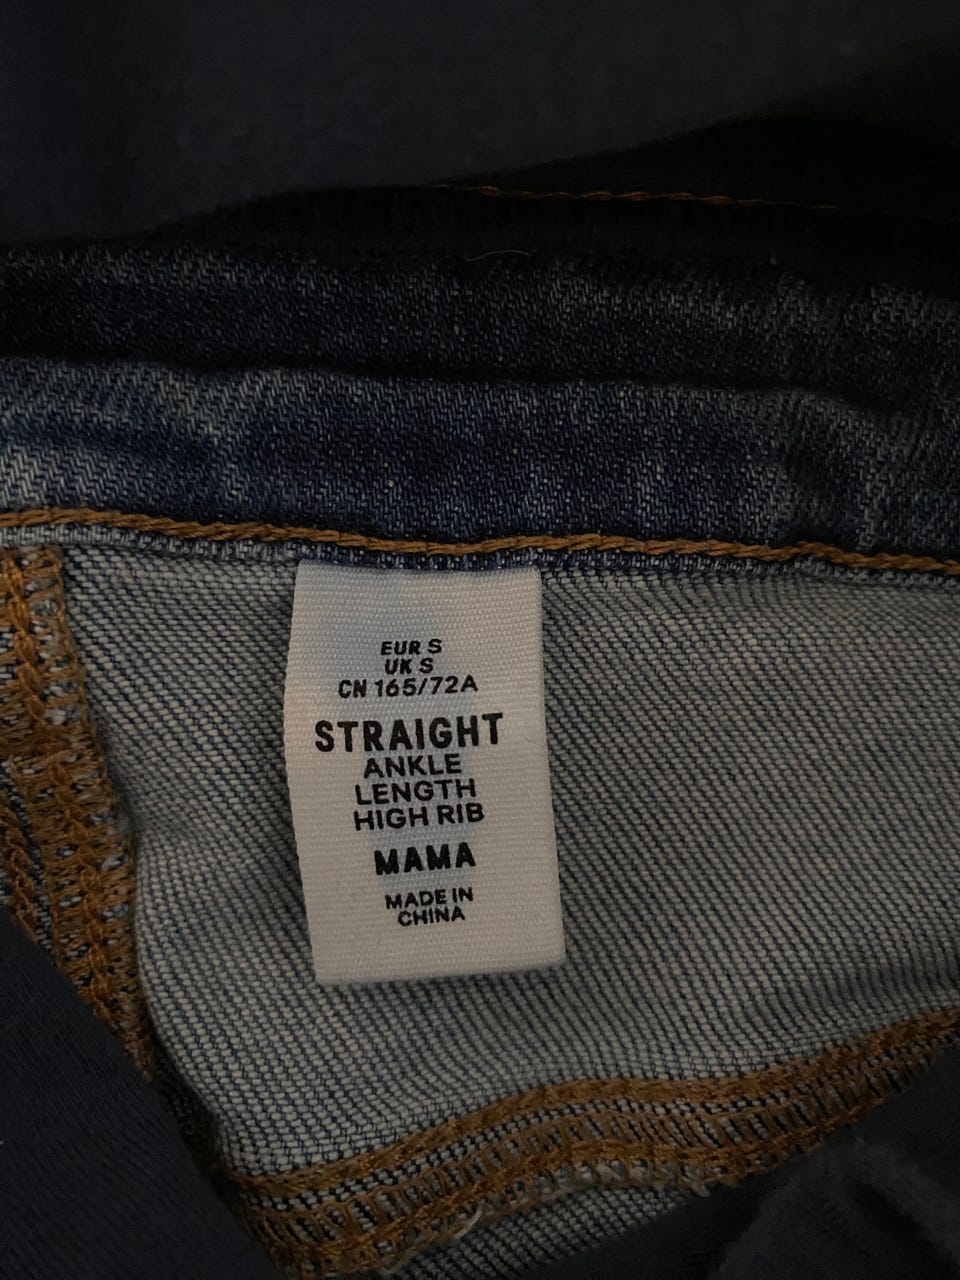 EUR S
UK S
CN 165/72A
STRAIGHT
ANKLE
LENGTH
HIGH RIB
MAMA
MADE IN
CHINA